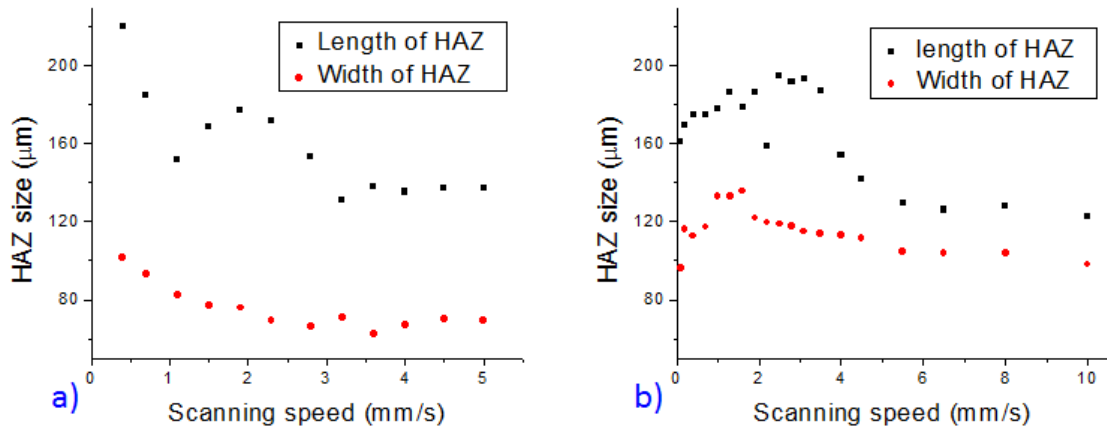 Length of HAZ
Width of HAZ
200
160
120
80
HAZ size (μm)
0 1 2 3 4 5
Scanning speed (mm/s)
a)
length of HAZ
Width of HAZ
200
160
120
80
HAZ size (μm)
0 2 4 6 8 10
Scanning speed (mm/s)
b)